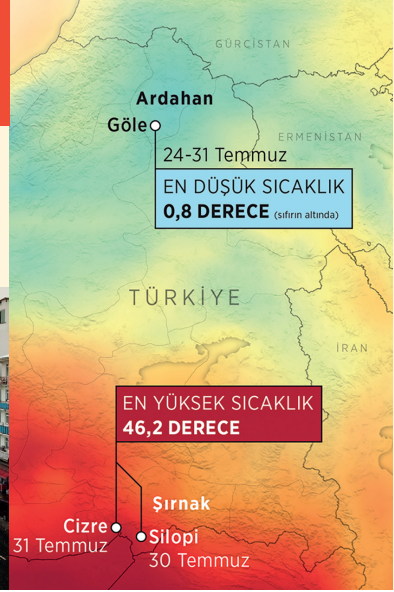 GÜRCİSTAN
Ardahan
Göle
ERMENİSTAN
24-31 Temmuz
EN DÜŞÜK SICAKLIK
0,8 DERECE (sıfırın altında)
TÜRKİYE
İRAN
EN YÜKSEK SICAKLIK
46,2 DERECE
Şırnak
Cizre
31 Temmuz
Silopi
30 Temmuz